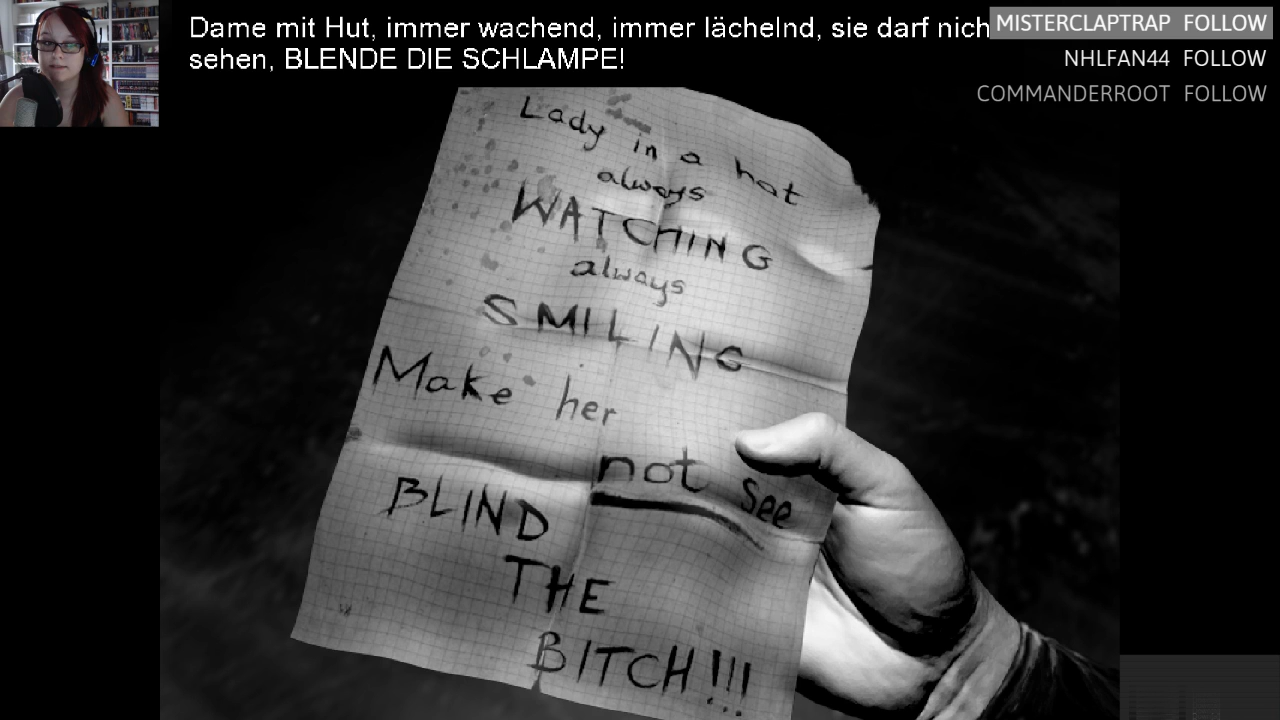 Dame mit Hut, immer wachend, immer lächelnd, sie darf nich
sehen, BLENDE DIE SCHLAMPE!
MISTERCLAPTRAP FOLLOW
NHLFAN44 FOLLOW
COMMANDERROOT FOLLOW
Lady in a hat
always
WATCHING
always
SMILING
Make her
not see
BLIND
THE
BITCH!!!